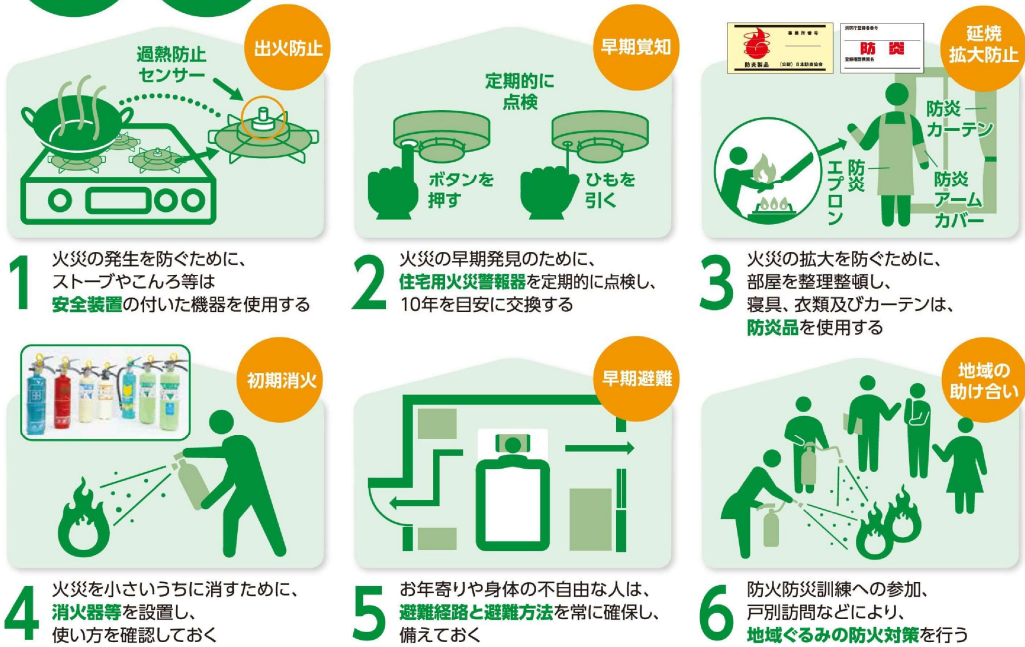 出火防止
過熱防止
センサー
1
火災の発生を防ぐために、
ストーブやこんろ等は
安全装置の付いた機器を使用する
早期覚知
定期的に
点検
ボタンを
押す
ひもを
引く
2
火災の早期発見のために、
住宅用火災警報器を定期的に点検し、
10年を目安に交換する
延焼
拡大防止
防炎製品
(公財)日本防炎協会
防炎
防炎
カーテン
防炎
エプロン
防炎
アーム
カバー
3
火災の拡大を防ぐために、
部屋を整理整頓し、
寝具、衣類及びカーテンは、
防炎品を使用する
初期消火
4
火災を小さいうちに消すために、
消火器等を設置し、
使い方を確認しておく
早期避難
5
お年寄りや身体の不自由な人は、
避難経路と避難方法を常に確保し、
備えておく
地域の
助け合い
6
防火防災訓練への参加、
戸別訪問などにより、
地域ぐるみの防火対策を行う